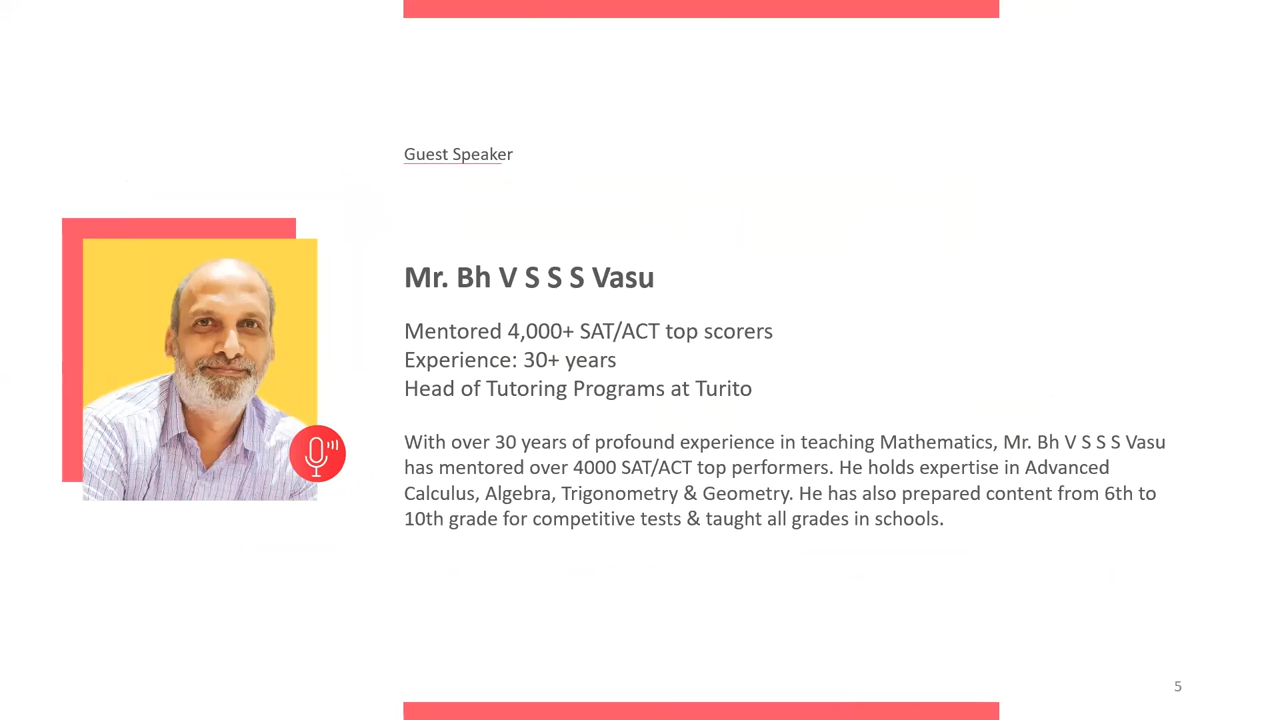 Guest Speaker
Mr. Bh V S S S Vasu
Mentored 4,000+ SAT/ACT top scorers
Experience: 30+ years
Head of Tutoring Programs at Turito
With over 30 years of profound experience in teaching Mathematics, Mr. Bh V S S S Vasu
has mentored over 4000 SAT/ACT top performers. He holds expertise in Advanced
Calculus, Algebra, Trigonometry & Geometry. He has also prepared content from 6th to
10th grade for competitive tests & taught all grades in schools.
5